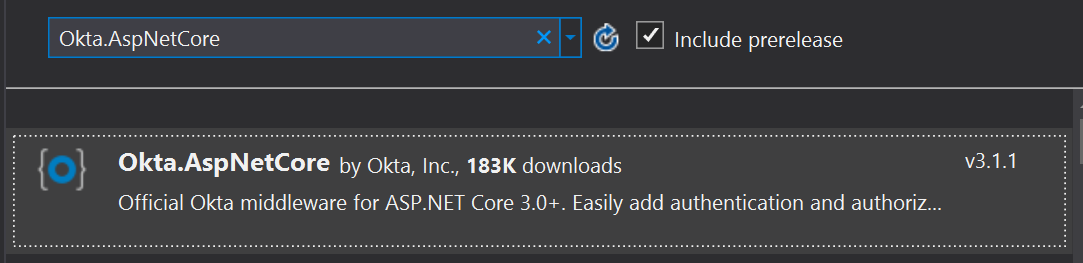 Okta.AspNetCore
Include prerelease
Okta.AspNetCore by Okta, Inc., 183K downloads
v3.1.1
Official Okta middleware for ASP.NET Core 3.0+. Easily add authentication and authoriz...